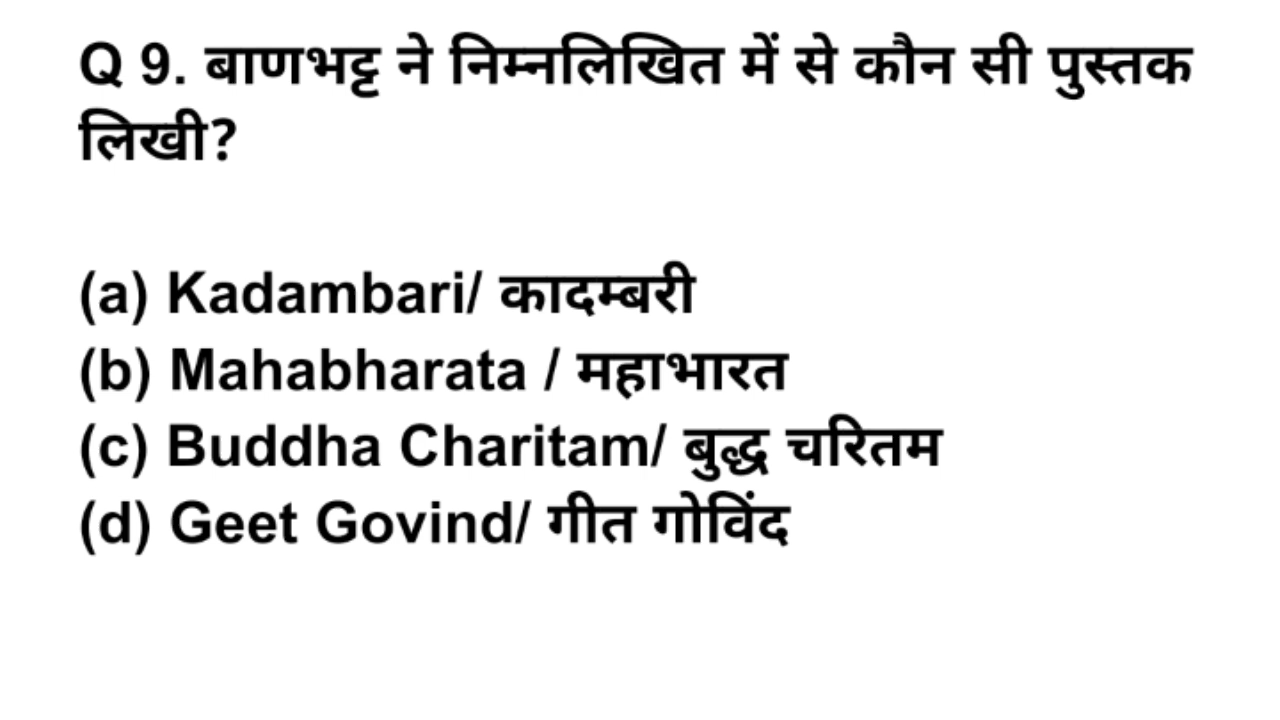 Q 9. बाणभट्ट ने निम्नलिखित में से कौन सी पुस्तक
लिखी?
(a) Kadambari/ कादम्बरी
(b) Mahabharata / महाभारत
(c) Buddha Charitam/ बुद्ध चरितम
(d) Geet Govind/ गीत गोविंद